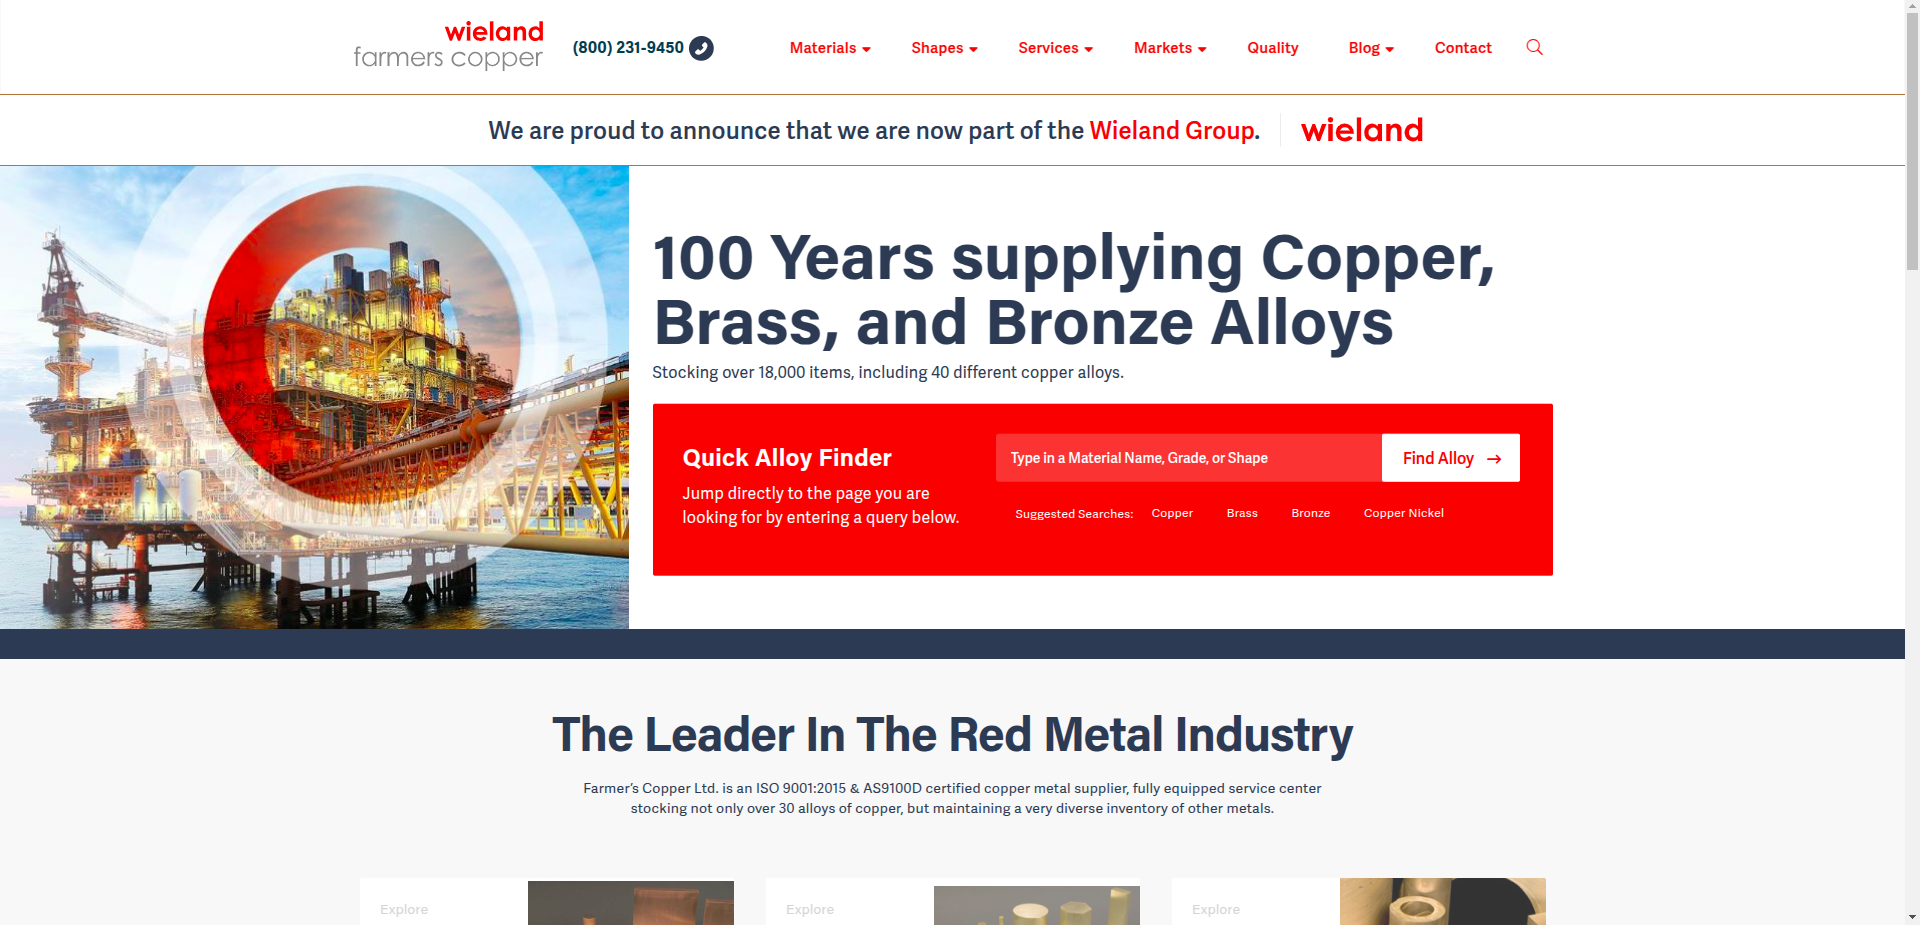 wieland
farmers copper
(800) 231-9450
Materials
Shapes
Services
Markets
Quality
Blog
Contact
We are proud to announce that we are now part of the Wieland Group.
wieland
100 Years supplying Copper,
Brass, and Bronze Alloys
Stocking over 18,000 items, including 40 different copper alloys.
Quick Alloy Finder
Jump directly to the page you are
looking for by entering a query below.
Type in a Material Name, Grade, or Shape
Find Alloy
Suggested Searches: Copper Brass Bronze Copper Nickel
The Leader In The Red Metal Industry
Farmer's Copper Ltd. is an ISO 9001:2015 & AS9100D certified copper metal supplier, fully equipped service center
stocking not only over 30 alloys of copper, but maintaining a very diverse inventory of other metals.
Explore
Explore
Explore